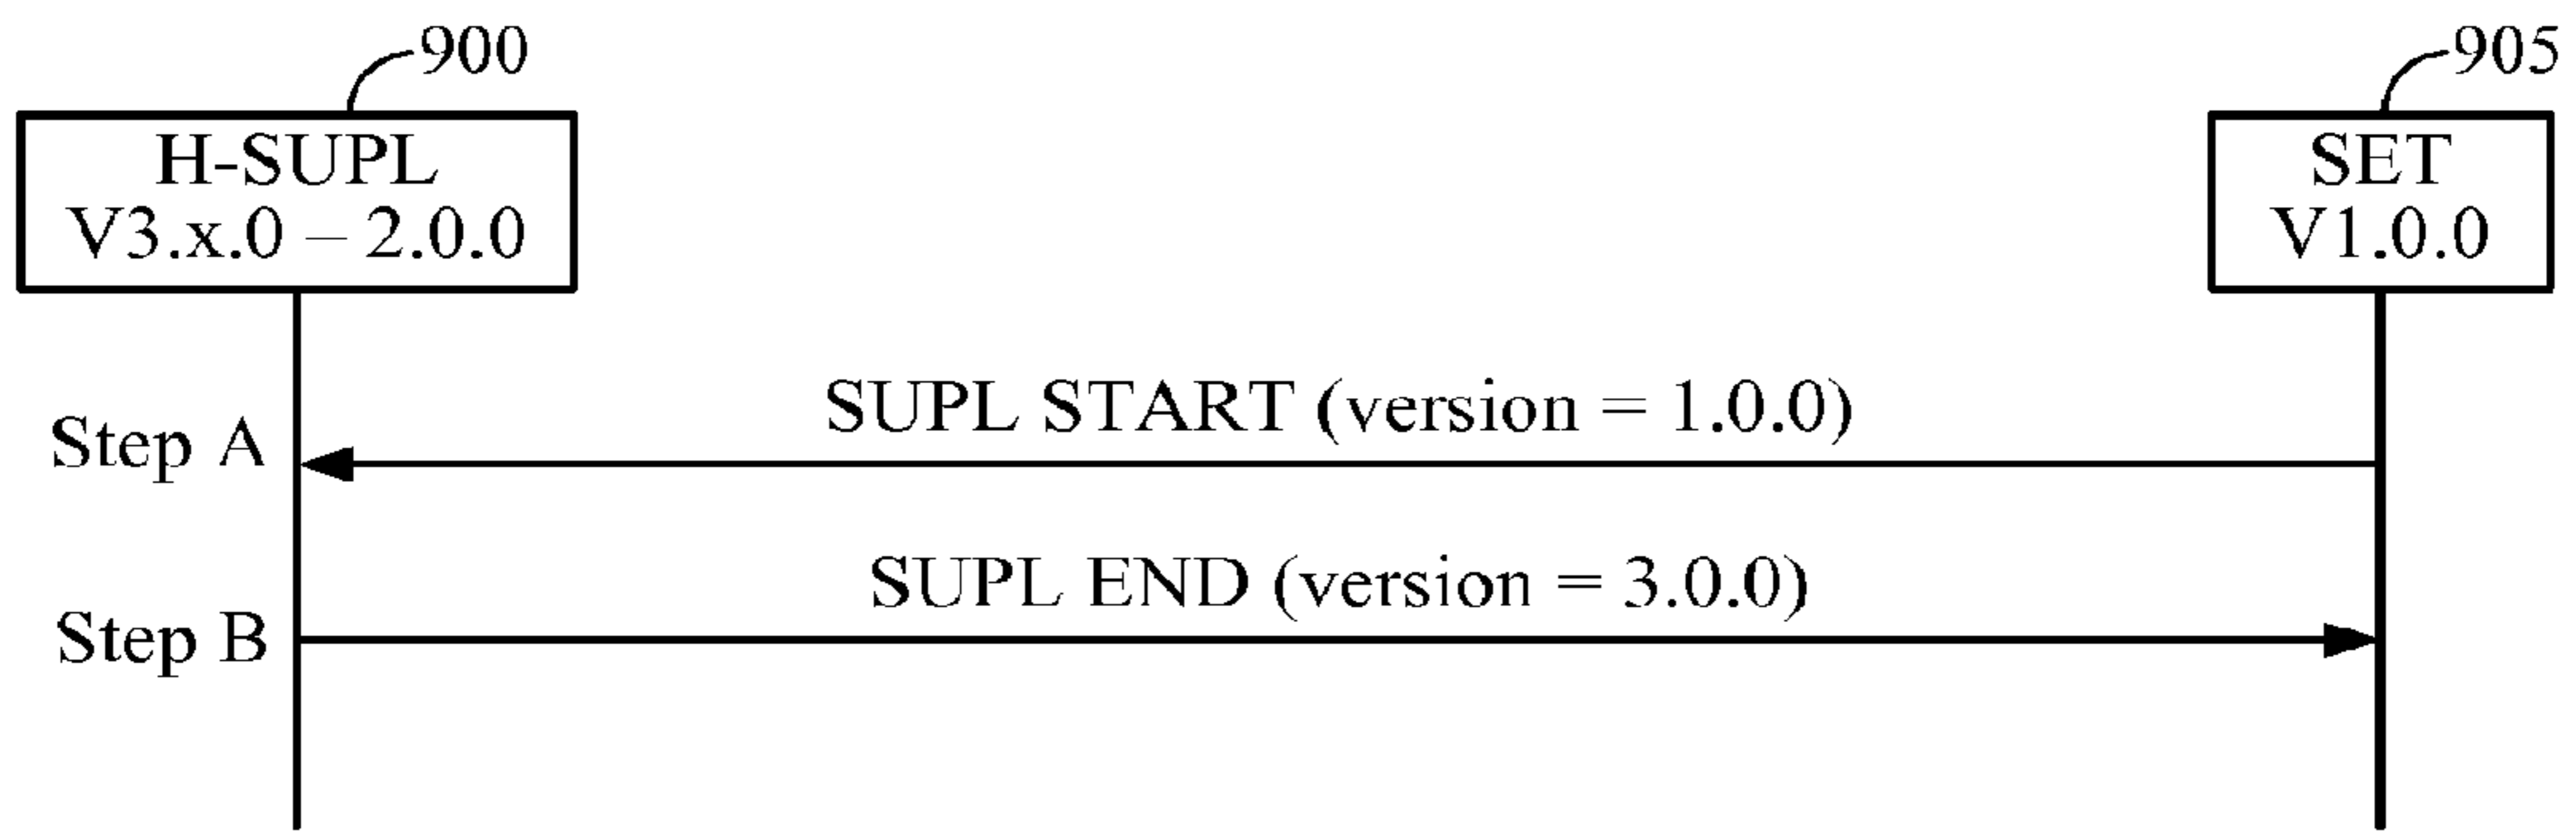 900
905
H-SUPL
V3.x.0 – 2.0.0
SET
V1.0.0
SUPL START (version = 1.0.0)
Step A
SUPL END (version = 3.0.0)
Step B